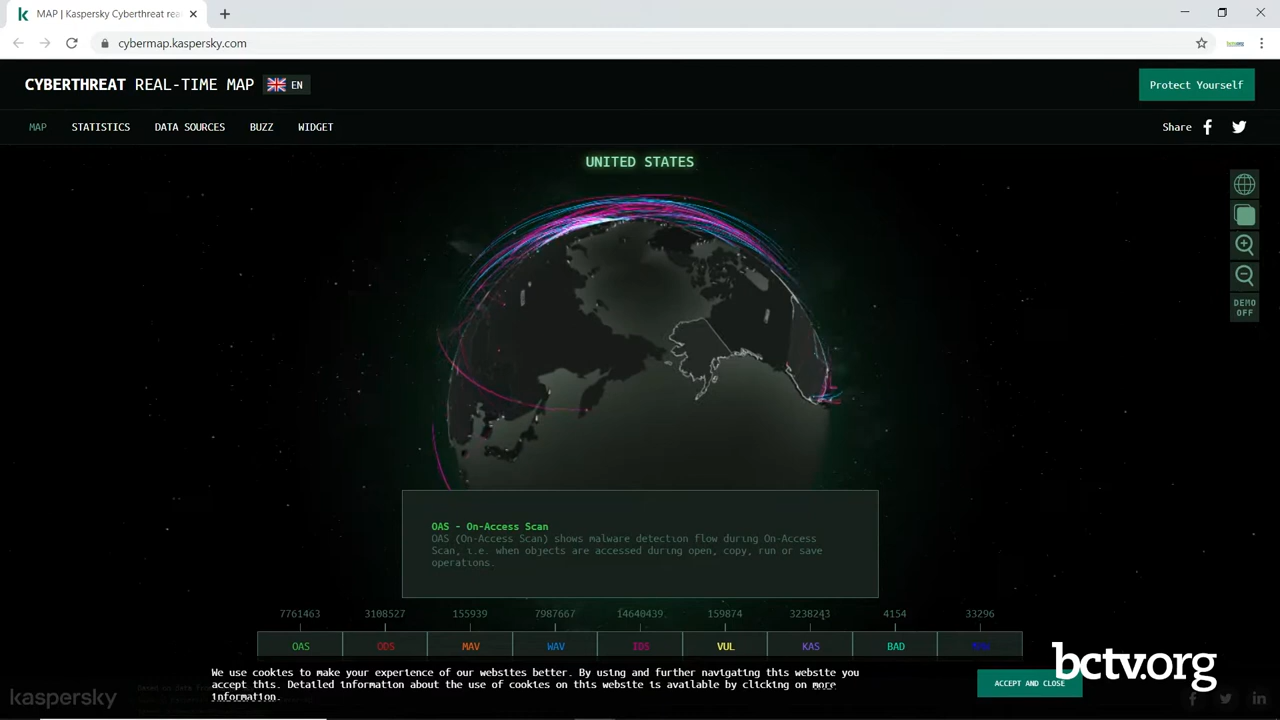 MAP | Kaspersky Cyberthreat rea
cybermap.kaspersky.com
CYBERTHREAT REAL-TIME MAP EN
Protect Yourself
MAP STATISTICS DATA SOURCES BUZZ WIDGET
Share
UNITED STATES
DEMO
OFF
OAS - On-Access Scan
OAS (On-Access Scan) shows malware detection flow during On-Access
Scan, i.e. when objects are accessed during open, copy, run or save
operations.
7761463 3108527 155939 7987667 14640439 159874 3238243 4154 33296
OAS ODS MAV WAV IDS VUL KAS BAD
We use cookies to make your experience of our websites better. By using and further navigating this website you
accept this. Detailed information about the use of cookies on this website is available by clicking on more
information.
ACCEPT AND CLOSE
kaspersky
bctv.org